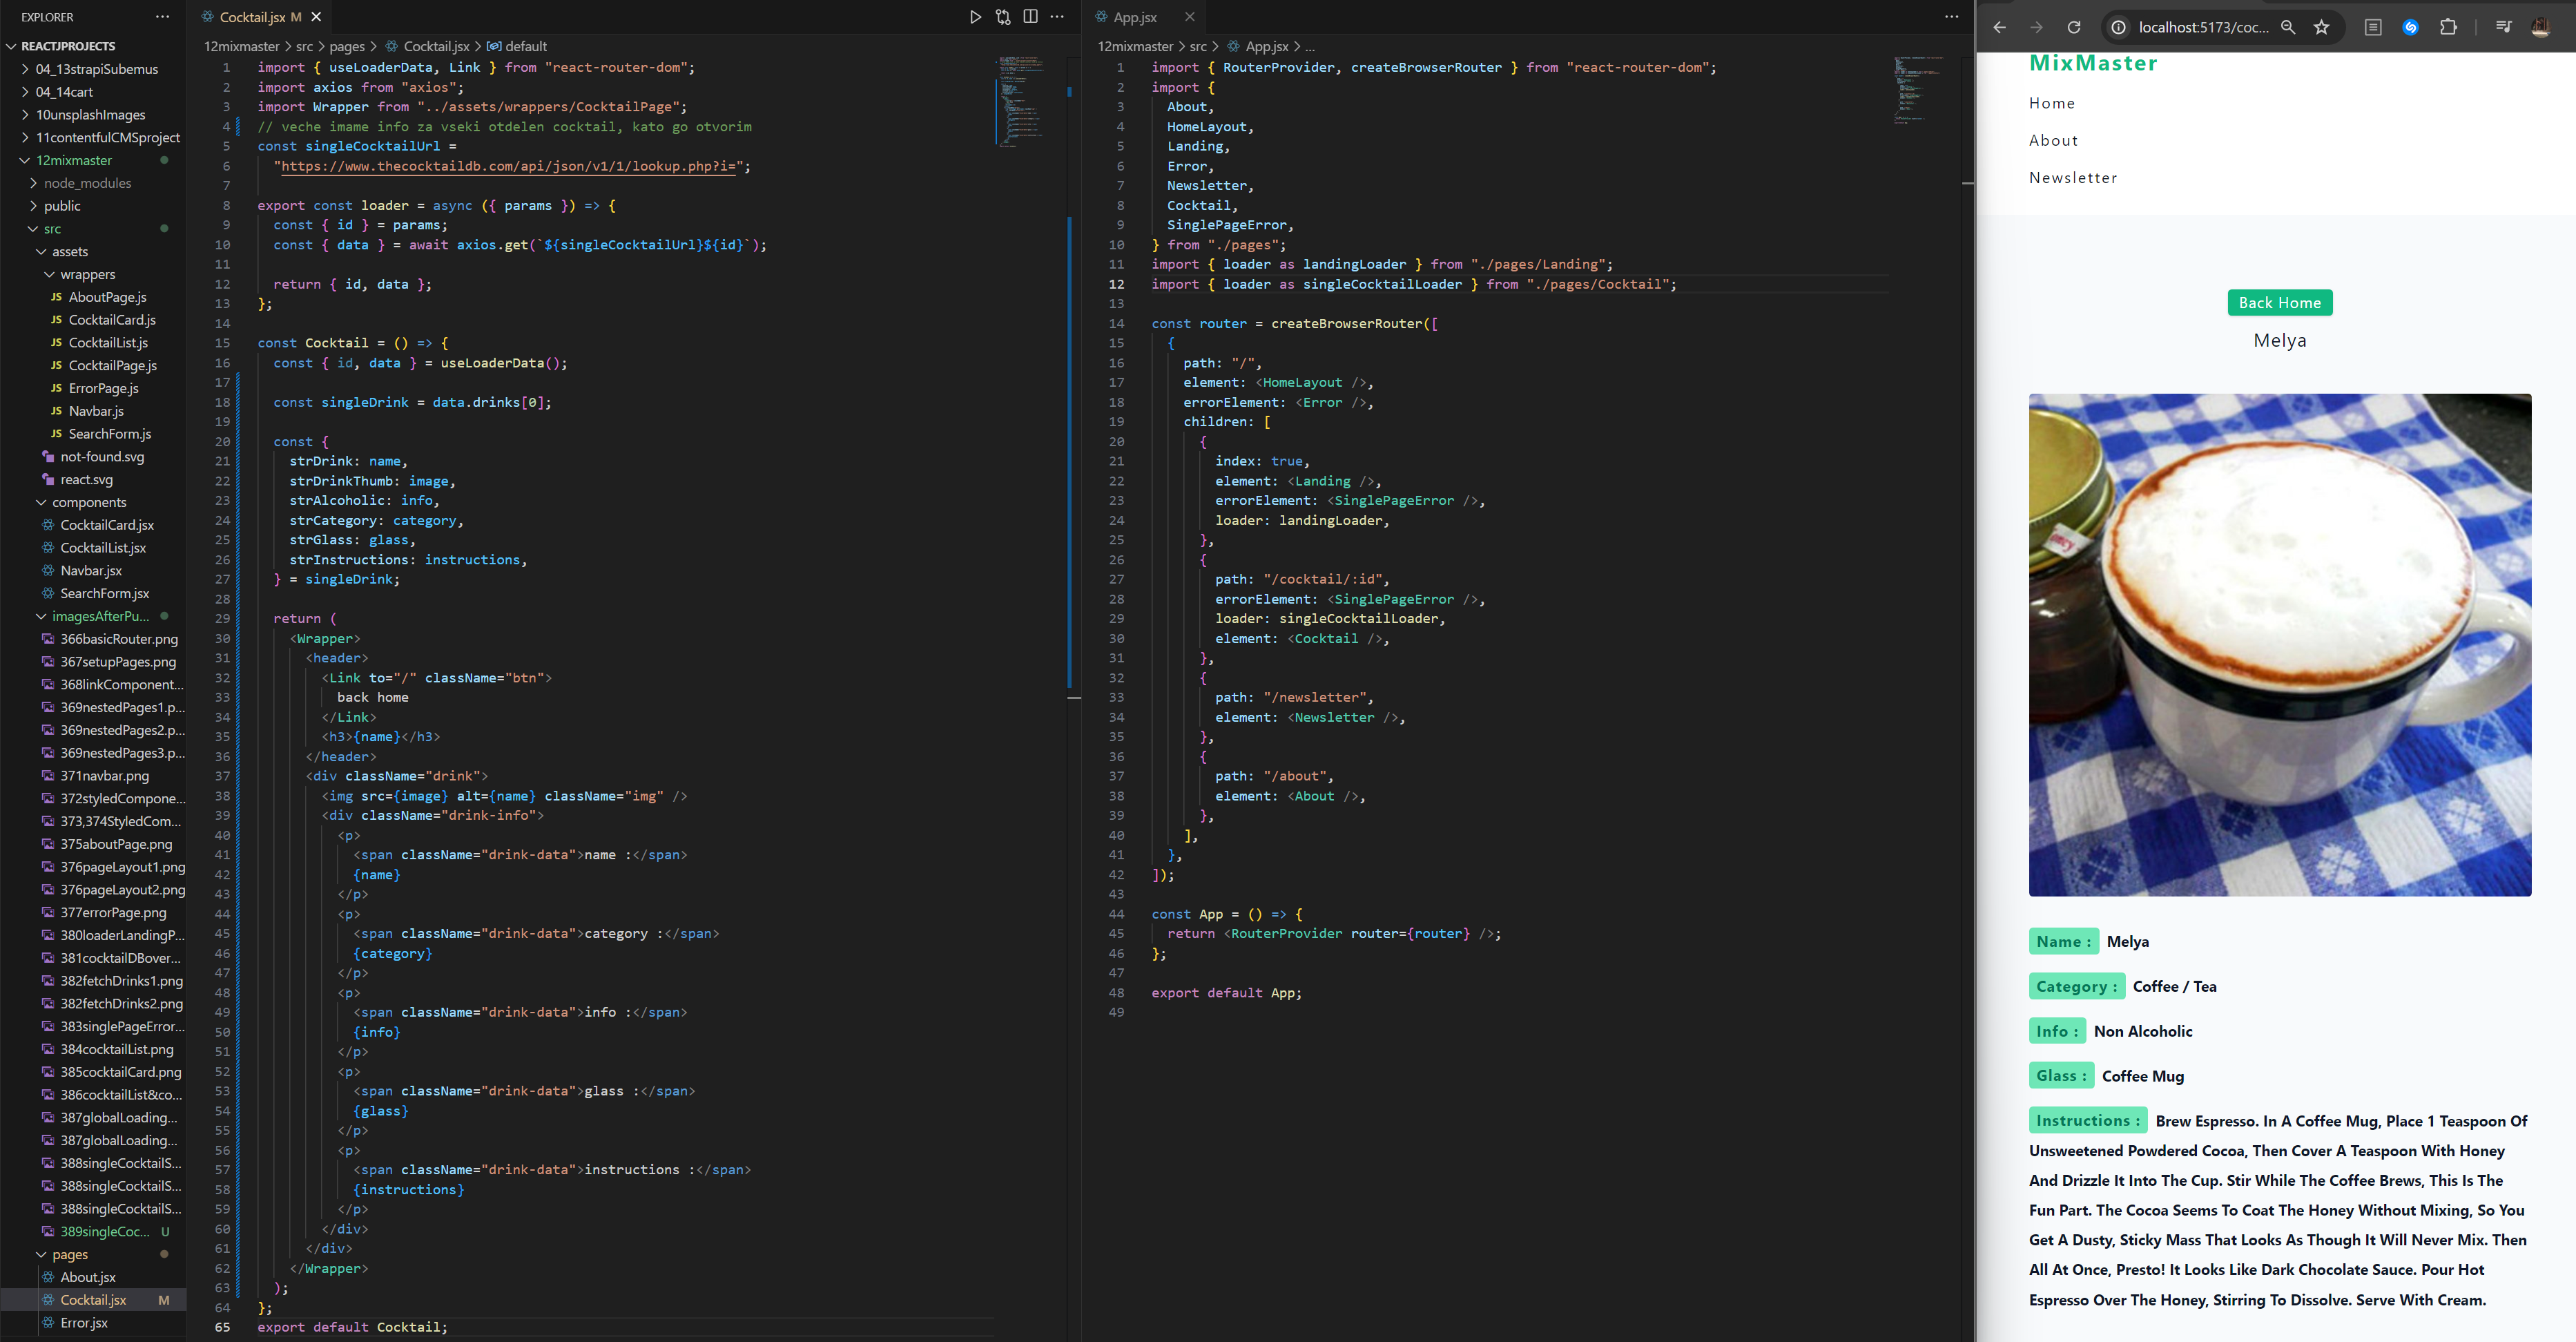 EXPLORER
REACTJPROJECTS
04_13strapiSubemus
04_14cart
10unsplashImages
11contentfulCMSproject
12mixmaster
node_modules
public
src
assets
wrappers
JS AboutPage.js
JS CocktailCard.js
JS CocktailList.js
JS CocktailPage.js
JS ErrorPage.js
JS Navbar.js
JS SearchForm.js
not-found.svg
react.svg
components
CocktailCard.jsx
CocktailList.jsx
Navbar.jsx
SearchForm.jsx
imagesAfterPu...
366basicRouter.png
367setupPages.png
368linkComponent...
369nestedPages1.p...
369nestedPages2.p...
369nestedPages3.p...
371navbar.png
372styledCompone...
373,374StyledCom...
375aboutPage.png
376pageLayout1.png
376pageLayout2.png
377errorPage.png
380loaderLandingP...
381cocktailDBover...
382fetchDrinks1.png
382fetchDrinks2.png
383singlePageError...
384cocktailList.png
385cocktailCard.png
386cocktailList&co...
387globalLoading...
387globalLoading...
388singleCocktailS...
388singleCocktailS...
388singleCocktailS...
389singleCoc... U
pages
About.jsx
Cocktail.jsx M
Error.jsx
Cocktail.jsx M
12mixmaster > src > pages > Cocktail.jsx > default
1 import { useLoaderData, Link } from "react-router-dom";
2 import axios from "axios";
3 import Wrapper from "../assets/wrappers/CocktailPage";
4 // veche imame info za vseki otdelen cocktail, kato go otvorim
5 const singleCocktailUrl =
6 "https://www.thecocktaildb.com/api/json/v1/1/lookup.php?i=";
7
8 export const loader = async ({ params }) => {
9 const { id } = params;
10 const { data } = await axios.get(`${singleCocktailUrl}${id}`);
11
12 return { id, data };
13 };
14
15 const Cocktail = () => {
16 const { id, data } = useLoaderData();
17
18 const singleDrink = data.drinks[0];
19
20 const {
21 strDrink: name,
22 strDrinkThumb: image,
23 strAlcoholic: info,
24 strCategory: category,
25 strGlass: glass,
26 strInstructions: instructions,
27 } = singleDrink;
28
29 return (
30 <Wrapper>
31 <header>
32 <Link to="/" className="btn">
33 back home
34 </Link>
35 <h3>{name}</h3>
36 </header>
37 <div className="drink">
38 <img src={image} alt={name} className="img" />
39 <div className="drink-info">
40 <p>
41 <span className="drink-data">name :</span>
42 {name}
43 </p>
44 <p>
45 <span className="drink-data">category :</span>
46 {category}
47 </p>
48 <p>
49 <span className="drink-data">info :</span>
50 {info}
51 </p>
52 <p>
53 <span className="drink-data">glass :</span>
54 {glass}
55 </p>
56 <p>
57 <span className="drink-data">instructions :</span>
58 {instructions}
59 </p>
60 </div>
61 </div>
62 </Wrapper>
63 );
64 };
65 export default Cocktail;
App.jsx
12mixmaster > src > App.jsx > ...
1 import { RouterProvider, createBrowserRouter } from "react-router-dom";
2 import {
3 About,
4 HomeLayout,
5 Landing,
6 Error,
7 Newsletter,
8 Cocktail,
9 SinglePageError,
10 } from "./pages";
11 import { loader as landingLoader } from "./pages/Landing";
12 import { loader as singleCocktailLoader } from "./pages/Cocktail";
13
14 const router = createBrowserRouter([
15 {
16 path: "/",
17 element: <HomeLayout />,
18 errorElement: <Error />,
19 children: [
20 {
21 index: true,
22 element: <Landing />,
23 errorElement: <SinglePageError />,
24 loader: landingLoader,
25 },
26 {
27 path: "/cocktail/:id",
28 errorElement: <SinglePageError />,
29 loader: singleCocktailLoader,
30 element: <Cocktail />,
31 },
32 {
33 path: "/newsletter",
34 element: <Newsletter />,
35 },
36 {
37 path: "/about",
38 element: <About />,
39 },
40 ],
41 },
42 ]);
43
44 const App = () => {
45 return <RouterProvider router={router} />;
46 };
47
48 export default App;
49
localhost:5173/coc...
MixMaster
Home
About
Newsletter
Back Home
Melya
Name : Melya
Category : Coffee / Tea
Info : Non Alcoholic
Glass : Coffee Mug
Instructions : Brew Espresso. In A Coffee Mug, Place 1 Teaspoon Of
Unsweetened Powdered Cocoa, Then Cover A Teaspoon With Honey
And Drizzle It Into The Cup. Stir While The Coffee Brews, This Is The
Fun Part. The Cocoa Seems To Coat The Honey Without Mixing, So You
Get A Dusty, Sticky Mass That Looks As Though It Will Never Mix. Then
All At Once, Presto! It Looks Like Dark Chocolate Sauce. Pour Hot
Espresso Over The Honey, Stirring To Dissolve. Serve With Cream.